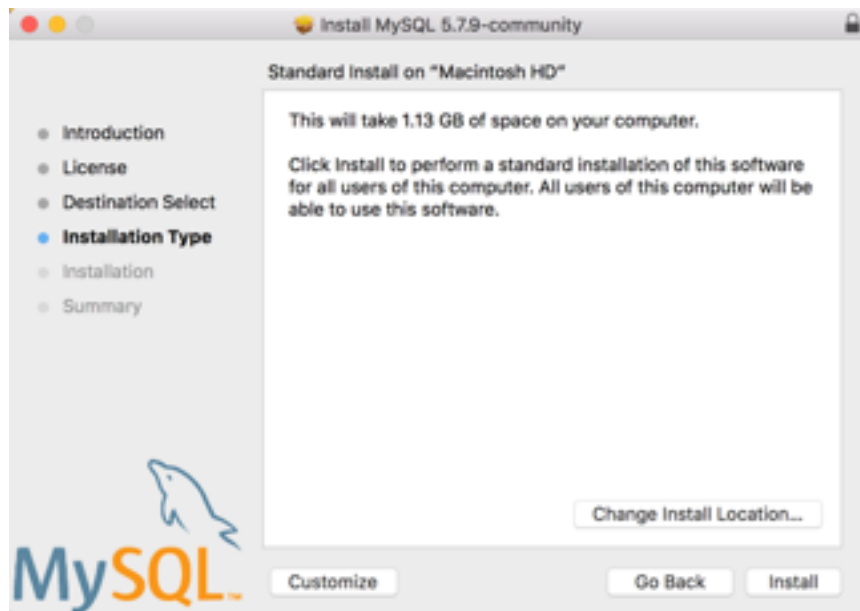 Install MySQL 5.7.9-community
Standard Install on "Macintosh HD"
Introduction
License
Destination Select
Installation Type
Installation
Summary
This will take 1.13 GB of space on your computer.
Click Install to perform a standard installation of this software
for all users of this computer. All users of this computer will be
able to use this software.
Change Install Location...
MySQL™
Customize
Go Back
Install